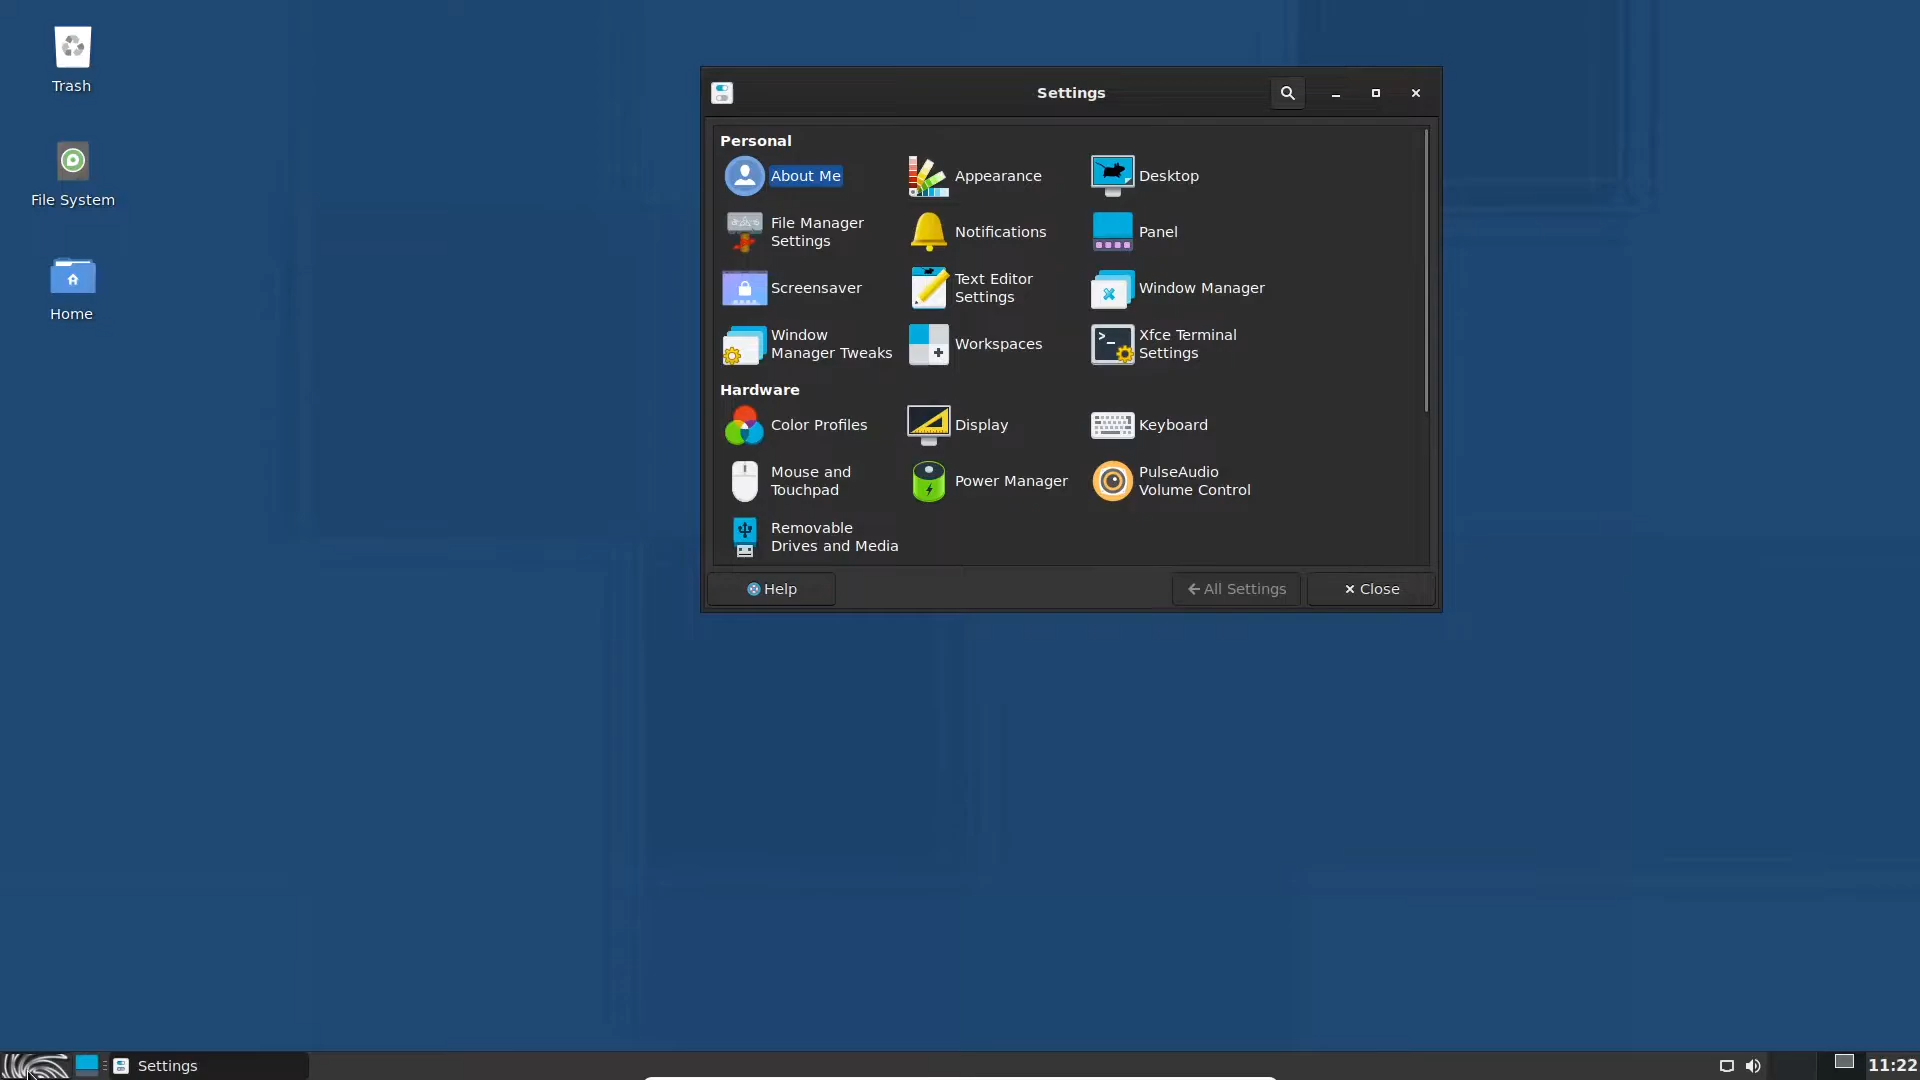 Trash
File System
Home
Settings
Personal
About Me
Appearance
Desktop
File Manager
Settings
Notifications
Panel
Screensaver
Text Editor
Settings
Window Manager
Window
Manager Tweaks
Workspaces
Xfce Terminal
Settings
Hardware
Color Profiles
Display
Keyboard
Mouse and
Touchpad
Power Manager
PulseAudio
Volume Control
Removable
Drives and Media
Help
All Settings
Close
Settings
11:22